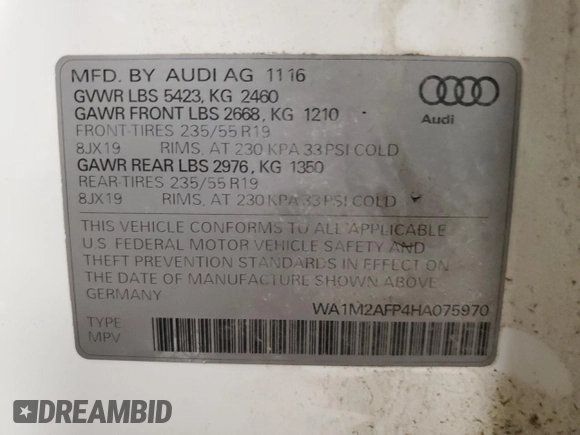 MFD. BY AUDI AG 11 16
GVWR LBS 5423, KG 2460
GAWR FRONT LBS 2668, KG 1210
FRONT-TIRES 235/55 R19
8JX19 RIMS, AT 230 KPA 33 PSI COLD
GAWR REAR LBS 2976, KG 1350
REAR-TIRES 235/55 R19
8JX19 RIMS, AT 230 KPA 33 PSI COLD
Audi
THIS VEHICLE CONFORMS TO ALL APPLICABLE
U.S. FEDERAL MOTOR VEHICLE SAFETY AND
THEFT PREVENTION STANDARDS IN EFFECT ON
THE DATE OF MANUFACTURE SHOWN ABOVE
GERMANY
WA1M2AFP4HA075970
TYPE
MPV
DREAMBID